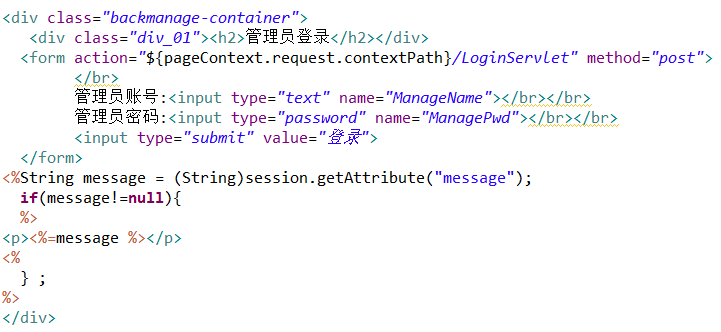 <div class="backmanage-container">
<div class="div_01"><h2>管理员登录</h2></div>
<form action="${pageContext.request.contextPath}/LoginServlet" method="post">
</br>
管理员账号:<input type="text" name="ManageName"></br></br>
管理员密码:<input type="password" name="ManagePwd"></br></br>
<input type="submit" value="登录">
</form>
<%String message = (String)session.getAttribute("message");
if(message!=null){
%>
<p><%=message %></p>
<%
} ;
%>
</div>